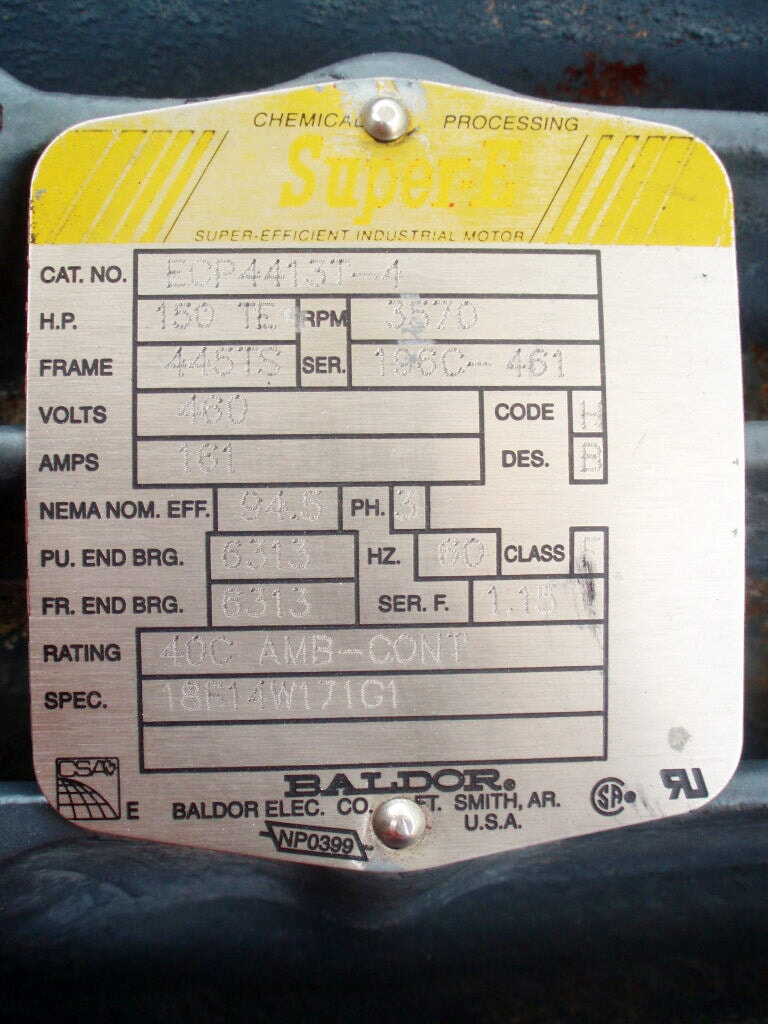 CHEMICAL PROCESSING
Super-E
SUPER-EFFICIENT INDUSTRIAL MOTOR
CAT. NO. ECP4413T-4
H.P. 150 TE RPM 3570
FRAME 445TS SER. 196C- 461
VOLTS 460 CODE H
AMPS 161 DES. B
NEMA NOM. EFF. 94.5 PH. 3
PU. END BRG. 6313 HZ. 60 CLASS F
FR. END BRG. 6313 SER. F. 1.15
RATING 40C AMB-CONT
SPEC. 18F14W171G1
CSA
BALDOR®
E BALDOR ELEC. CO. FT. SMITH, AR.
U.S.A.
NP0399